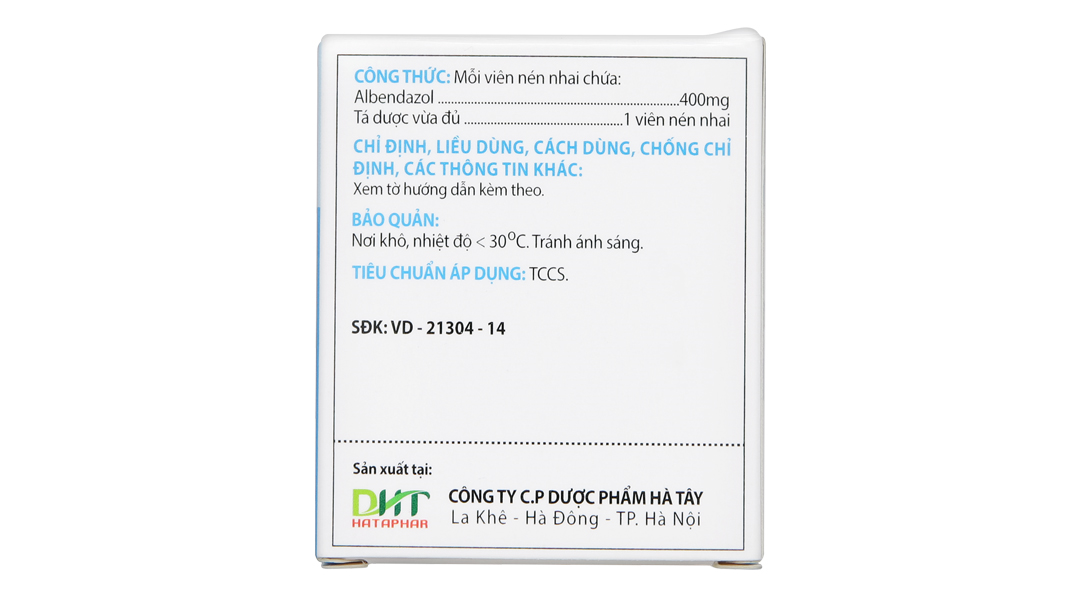 CÔNG THỨC: Mỗi viên nén nhai chứa:
Albendazol ........................................................................400mg
Tá dược vừa đủ ...............................................1 viên nén nhai
CHỈ ĐỊNH, LIỀU DÙNG, CÁCH DÙNG, CHỐNG CHỈ
ĐỊNH, CÁC THÔNG TIN KHÁC:
Xem tờ hướng dẫn kèm theo.
BẢO QUẢN:
Nơi khô, nhiệt độ < 30⁰C. Tránh ánh sáng.
TIÊU CHUẨN ÁP DỤNG: TCCS.
SĐK: VD - 21304 - 14
Sản xuất tại:
DHT
HATAPHAR
CÔNG TY C.P DƯỢC PHẨM HÀ TÂY
La Khê - Hà Đông - TP. Hà Nội